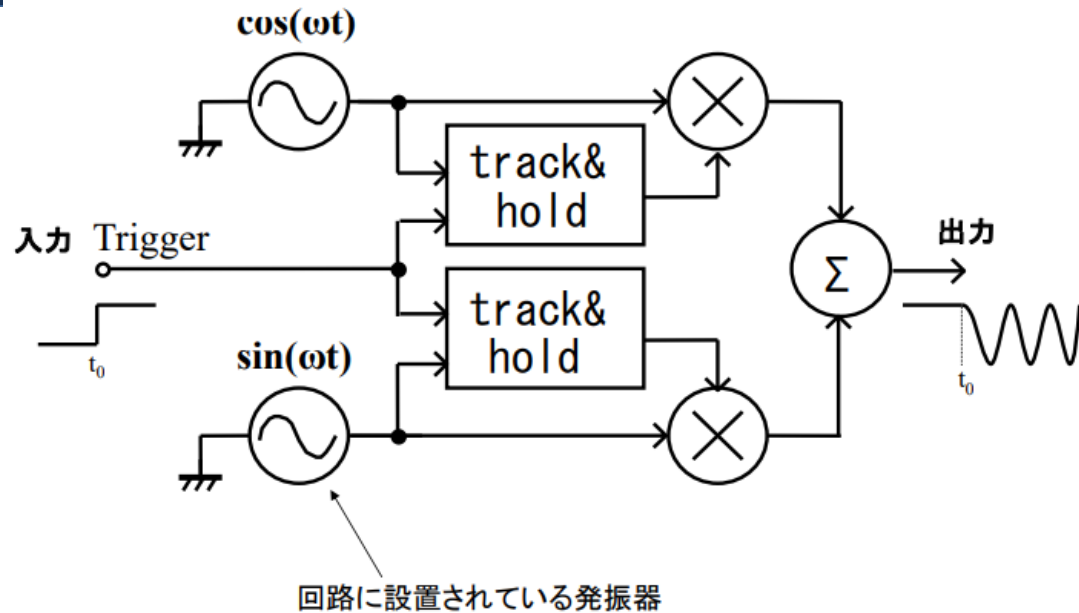 cos(ωt)
track&
hold
入力 Trigger
t₀
track&
hold
sin(ωt)
Σ
出力
t₀
回路に設置されている発振器